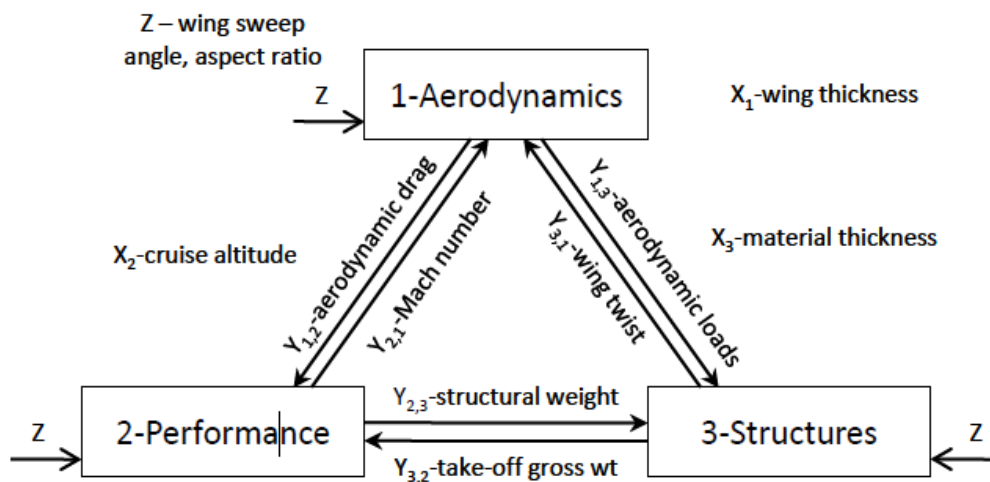 Z – wing sweep
angle, aspect ratio
Z
1-Aerodynamics
X₁-wing thickness
Y₁,₂-aerodynamic drag
Y₂,₁-Mach number
Y₁,₃-aerodynamic loads
Y₃,₁-wing twist
X₂-cruise altitude
X₃-material thickness
Z
2-Performance
Y₂,₃-structural weight
Y₃,₂-take-off gross wt
3-Structures
Z